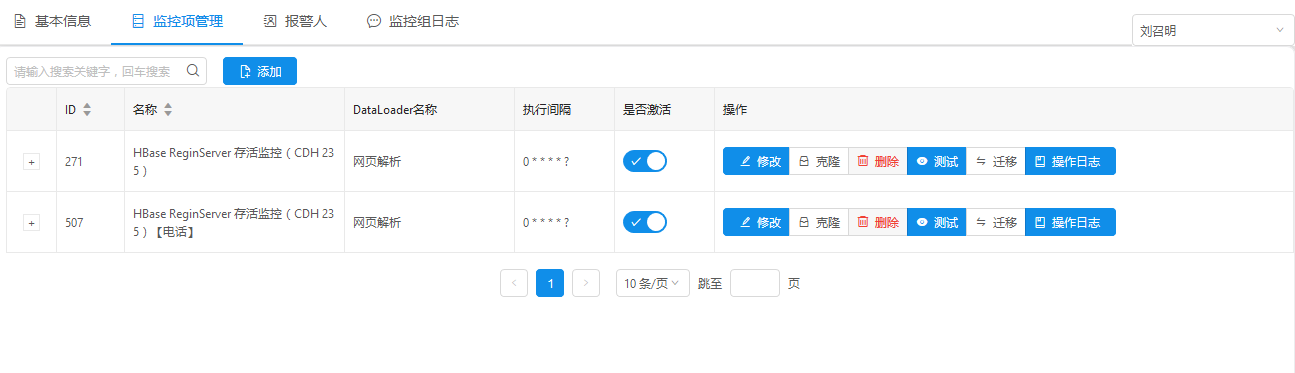 基本信息 监控项管理 报警人 监控组日志
刘召明
请输入搜索关键字，回车搜索 添加
ID 名称 DataLoader名称 执行间隔 是否激活 操作
+ 271 HBase ReginServer 存活监控（CDH 23 网页解析 0 * * * * ? 修改 克隆 删除 测试 迁移 操作日志
5）
+ 507 HBase ReginServer 存活监控（CDH 23 网页解析 0 * * * * ? 修改 克隆 删除 测试 迁移 操作日志
5）【电话】
< 1 > 10 条/页 跳至 页